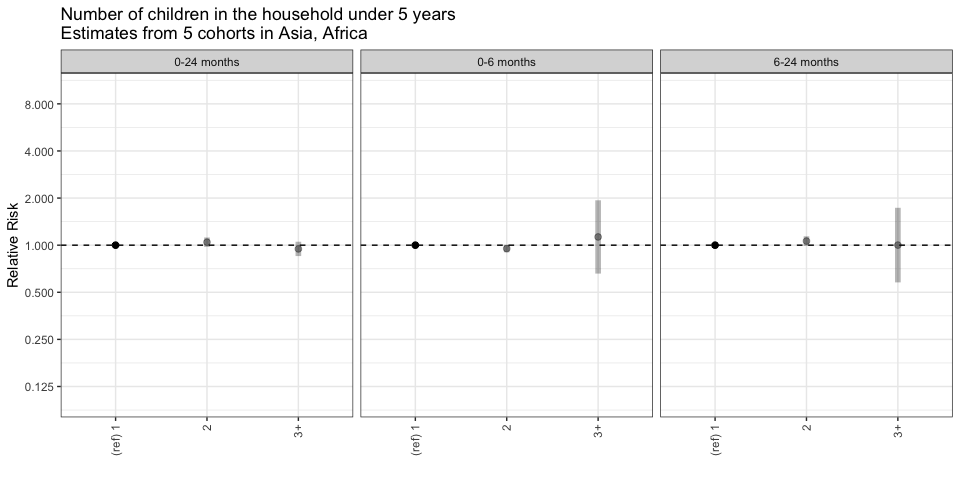 Number of children in the household under 5 years
Estimates from 5 cohorts in Asia, Africa
0-24 months
0-6 months
6-24 months
Relative Risk
8.000
4.000
2.000
1.000
0.500
0.250
0.125
(ref) 1
2
3+
(ref) 1
2
3+
(ref) 1
2
3+